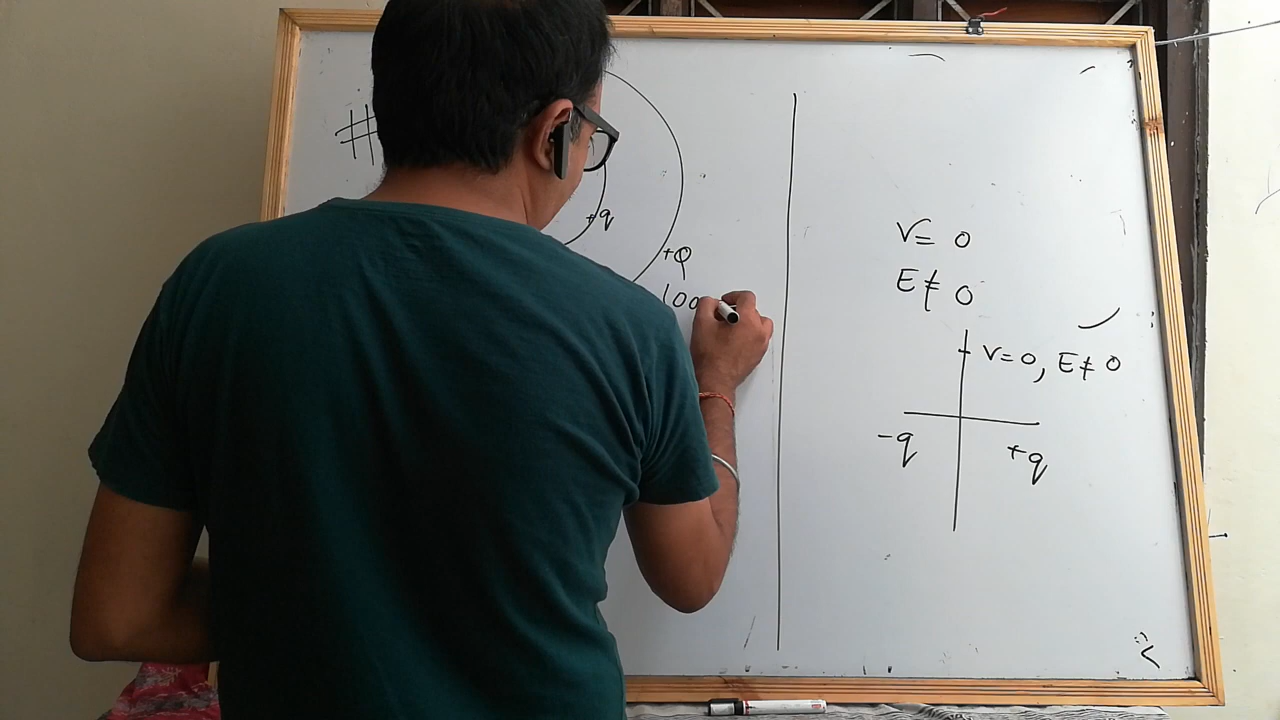 #
+q
+Q
100
V= 0
E≠ 0
V=0, E≠ 0
-q
+q